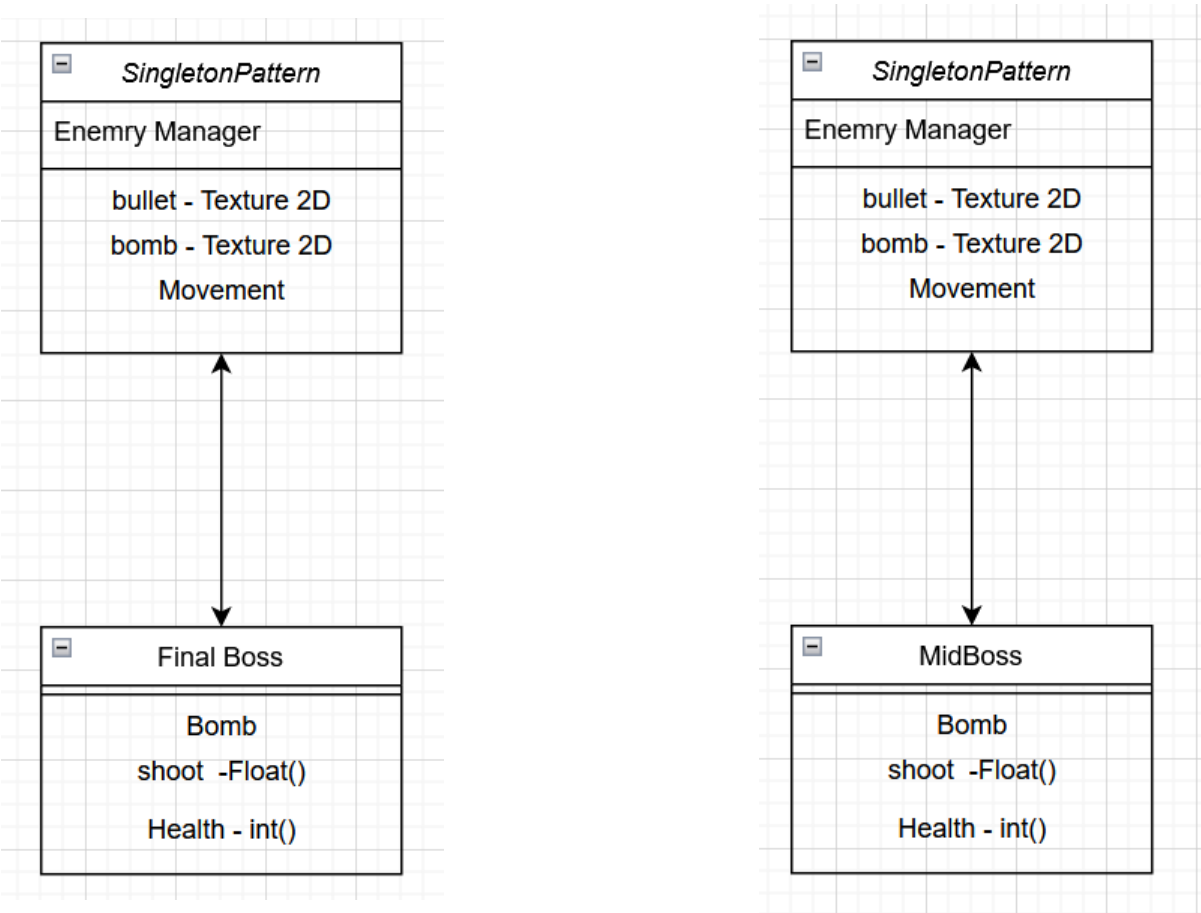 SingletonPattern
Enemry Manager
bullet - Texture 2D
bomb - Texture 2D
Movement
Final Boss
Bomb
shoot  -Float()
Health - int()
SingletonPattern
Enemry Manager
bullet - Texture 2D
bomb - Texture 2D
Movement
MidBoss
Bomb
shoot  -Float()
Health - int()